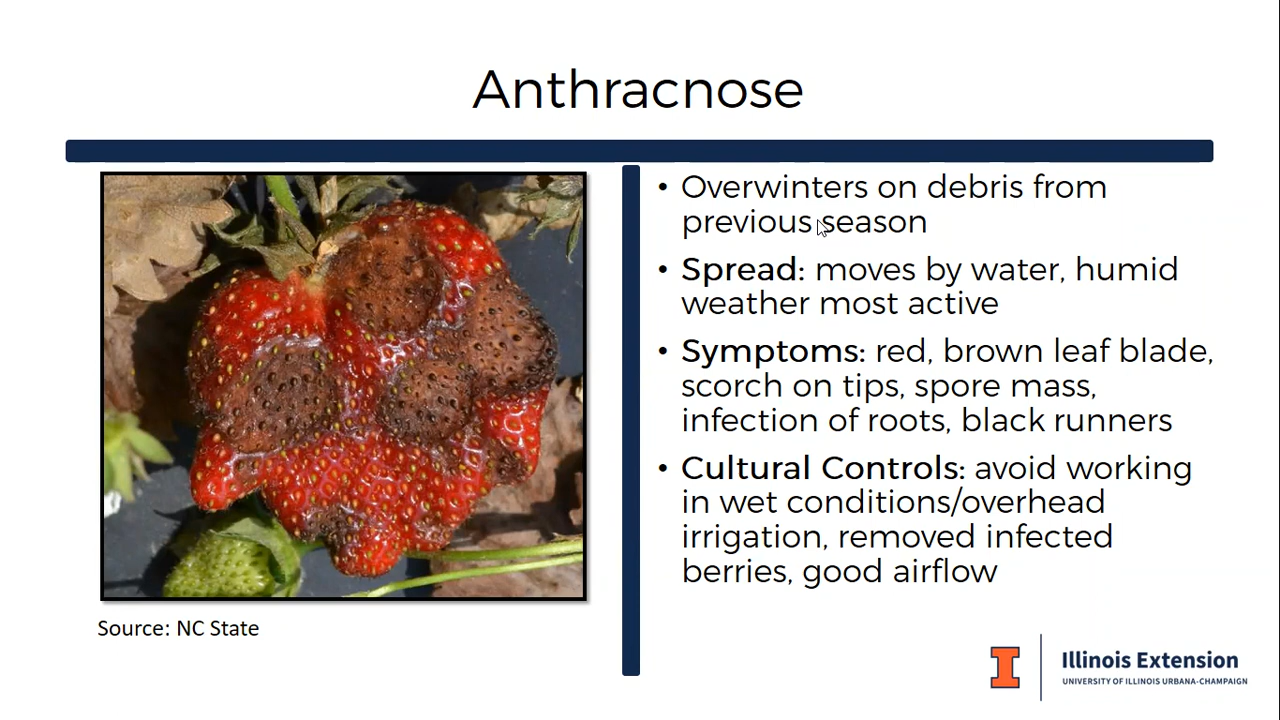 Anthracnose
• Overwinters on debris from
previous season
• Spread: moves by water, humid
weather most active
• Symptoms: red, brown leaf blade,
scorch on tips, spore mass,
infection of roots, black runners
• Cultural Controls: avoid working
in wet conditions/overhead
irrigation, removed infected
berries, good airflow
Source: NC State
Illinois Extension
UNIVERSITY OF ILLINOIS URBANA-CHAMPAIGN